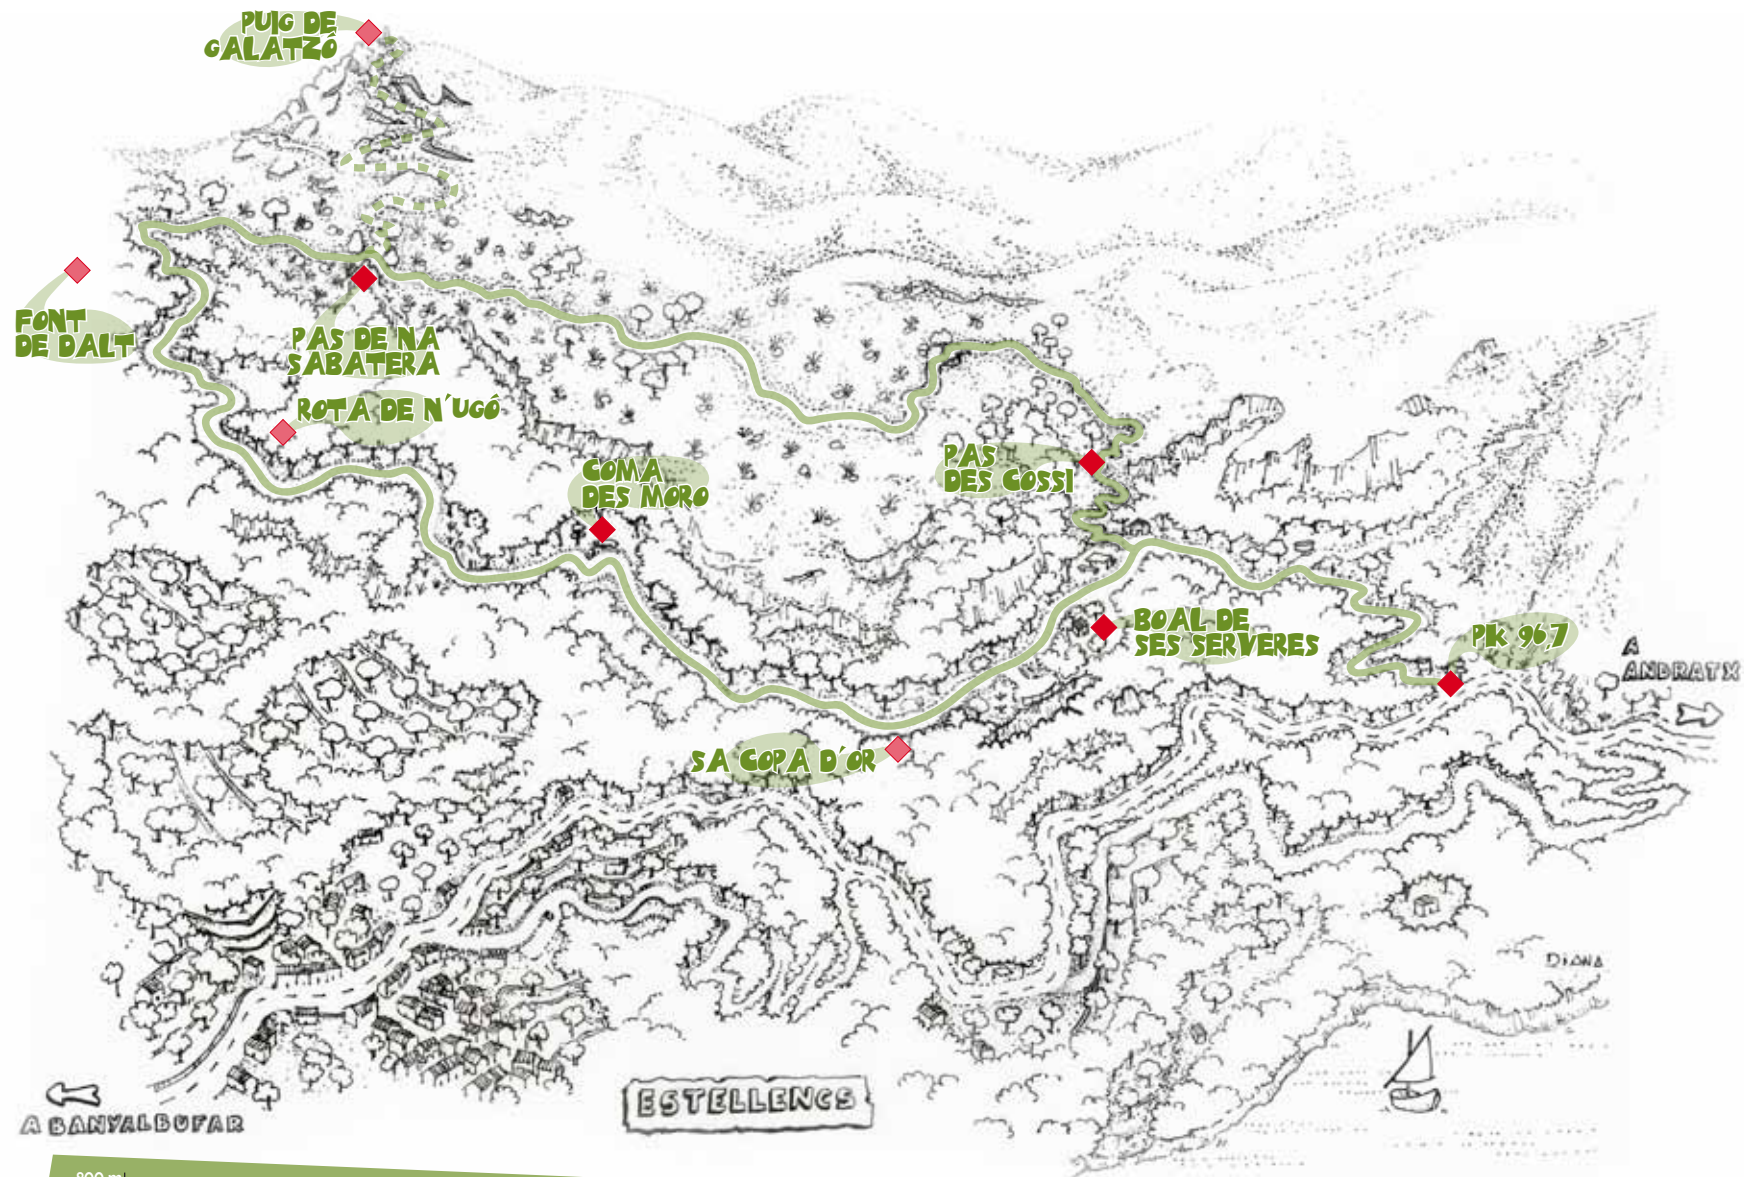 PUIG DE
GALATZÓ
FONT
DE DALT
PAS DE NA
SABATERA
ROTA DE N'UGÓ
COMA
DES MORO
PAS
DES COSSI
BOAL DE
SES SERVERES
PK 96,7
A
ANDRATX
SA COPA D'OR
DIANA
ESTELLENCS
A BANYALBUFAR
800 m